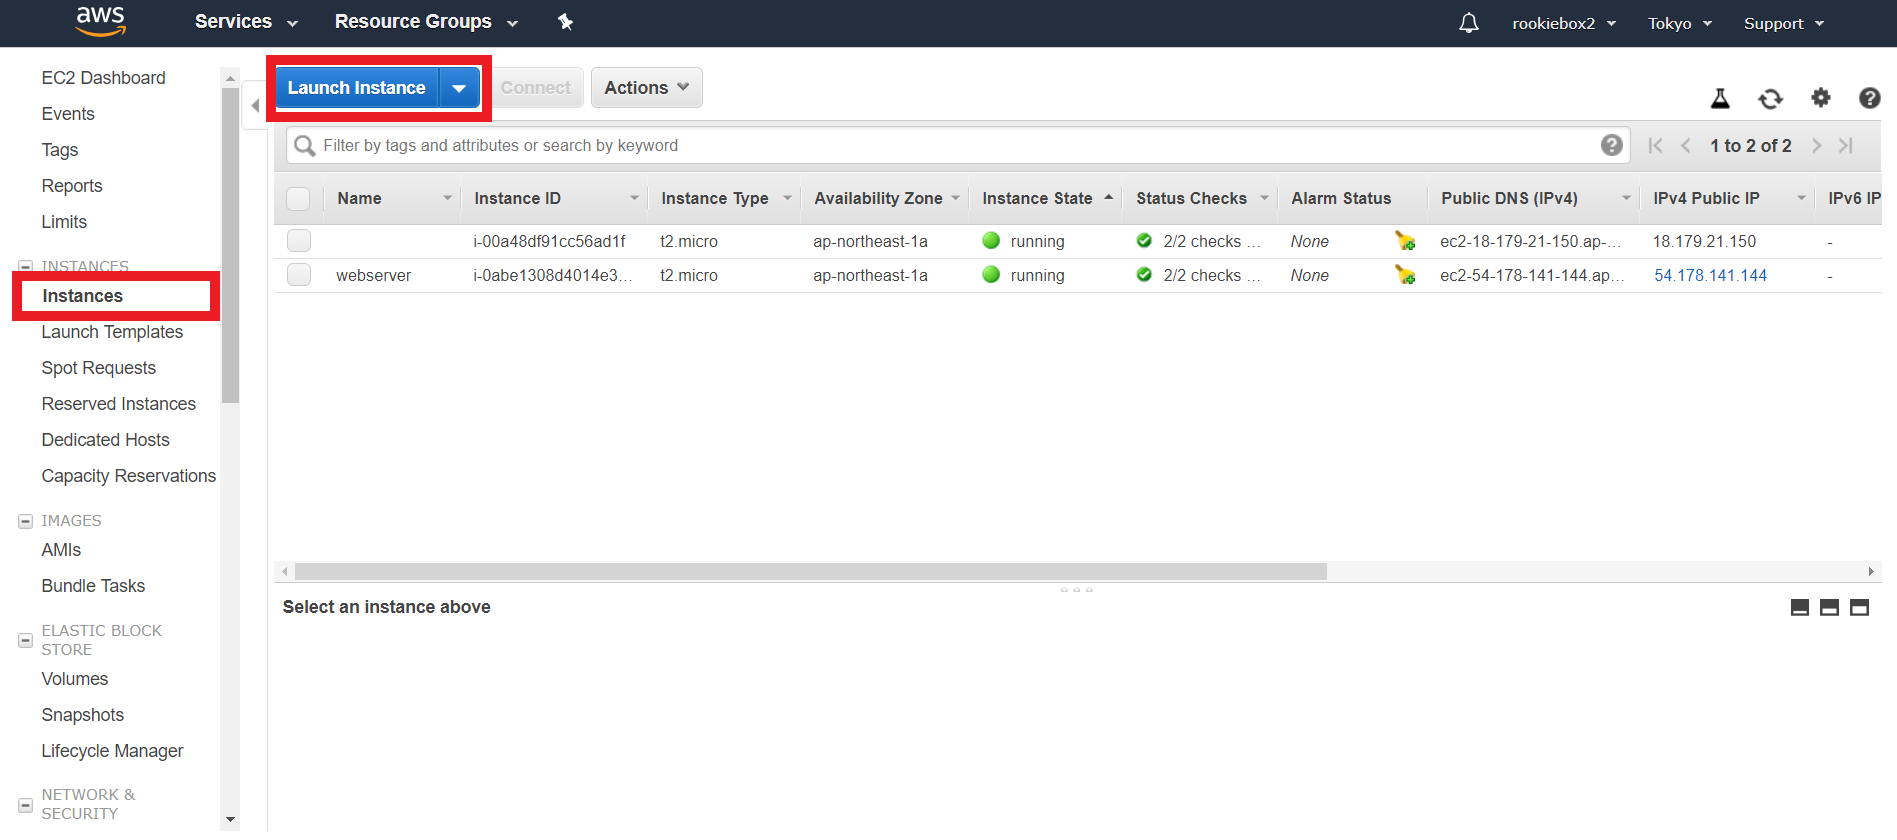 aws Services Resource Groups rookiebox2 Tokyo Support
EC2 Dashboard
Events
Tags
Reports
Limits
INSTANCES
Instances
Launch Templates
Spot Requests
Reserved Instances
Dedicated Hosts
Capacity Reservations
IMAGES
AMIs
Bundle Tasks
ELASTIC BLOCK
STORE
Volumes
Snapshots
Lifecycle Manager
NETWORK &
SECURITY
Launch Instance Connect Actions
Filter by tags and attributes or search by keyword 1 to 2 of 2
Name Instance ID Instance Type Availability Zone Instance State Status Checks Alarm Status Public DNS (IPv4) IPv4 Public IP IPv6 IP
i-00a48df91cc56ad1f t2.micro ap-northeast-1a running 2/2 checks ... None ec2-18-179-21-150.ap-... 18.179.21.150 -
webserver i-0abe1308d4014e3... t2.micro ap-northeast-1a running 2/2 checks ... None ec2-54-178-141-144.ap... 54.178.141.144 -
Select an instance above